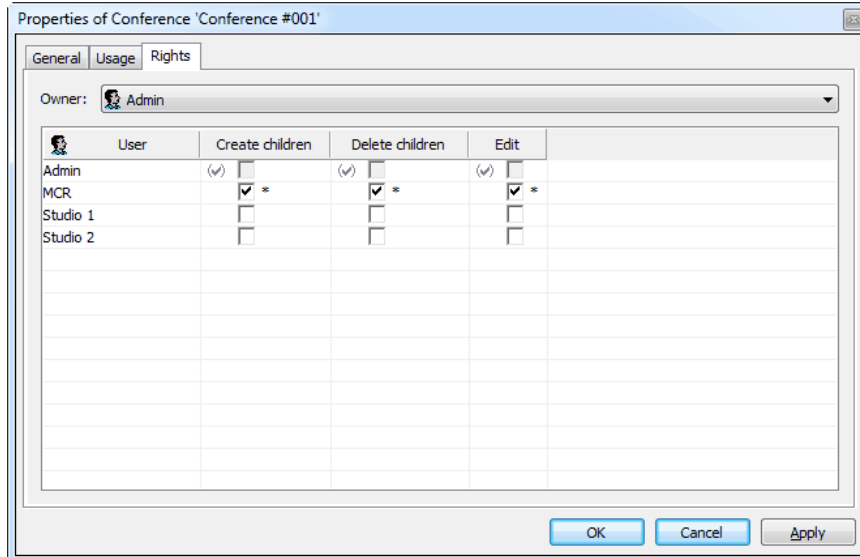 Properties of Conference 'Conference #001'
General Usage Rights
Owner: Admin
User Create children Delete children Edit
Admin (✓) (✓) (✓)
MCR * * *
Studio 1
Studio 2
OK Cancel Apply